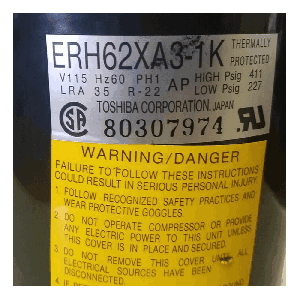 ERH62XA3-1K THERMALLY PROTECTED
V115 Hz60 PH1 AP HIGH Psig 411
LRA 35 R-22 LOW Psig 227
TOSHIBA CORPORATION, JAPAN
SA 80307974 RU
WARNING/DANGER
FAILURE TO FOLLOW THESE INSTRUCTIONS
COULD RESULT IN SERIOUS PERSONAL INJURY.
1. FOLLOW RECOGNIZED SAFETY PRACTICES AND
WEAR PROTECTIVE GOGGLES.
2. DO NOT OPERATE COMPRESSOR OR PROVIDE
ANY ELECTRIC POWER TO THIS UNIT UNLESS
THIS COVER IS IN PLACE AND SECURED.
3. DO NOT REMOVE THIS COVER UNTIL ALL
ELECTRICAL SOURCES HAVE BEEN